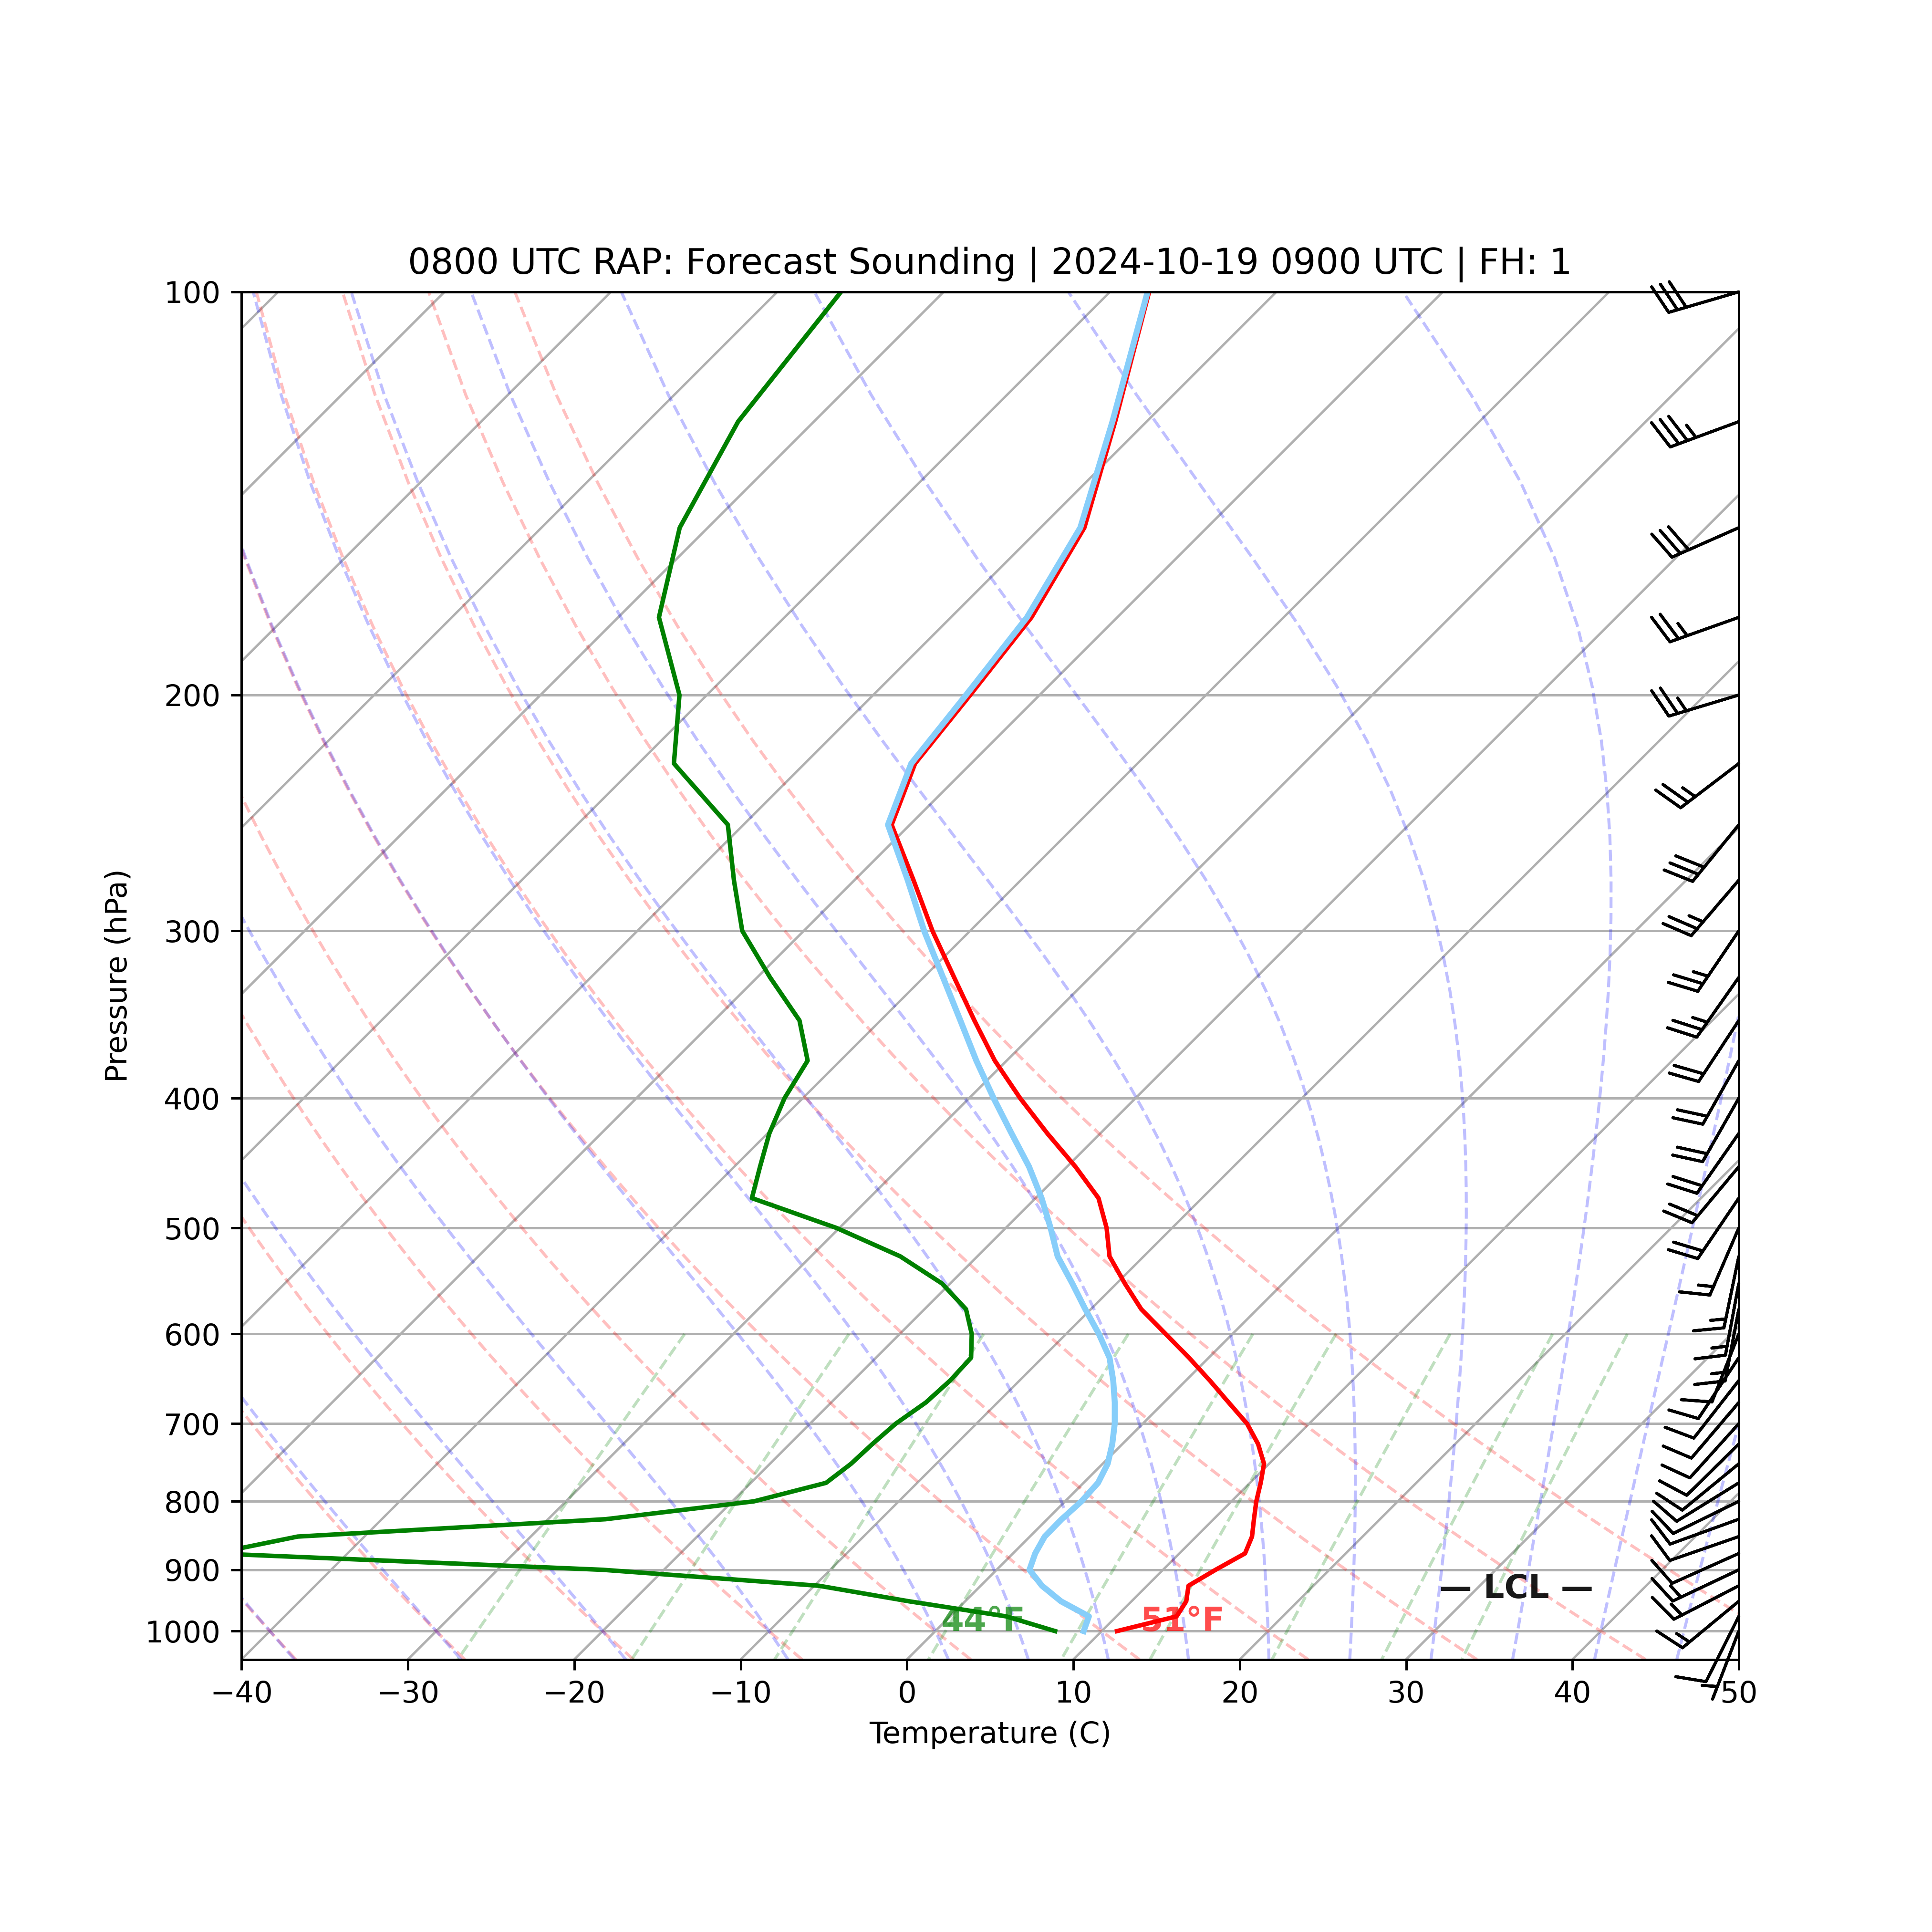 0800 UTC RAP: Forecast Sounding | 2024-10-19 0900 UTC | FH: 1
100
200
300
400
500
600
700
800
900
1000
Pressure (hPa)
— LCL —
44°F
51°F
−40 −30 −20 −10 0 10 20 30 40 50
Temperature (C)